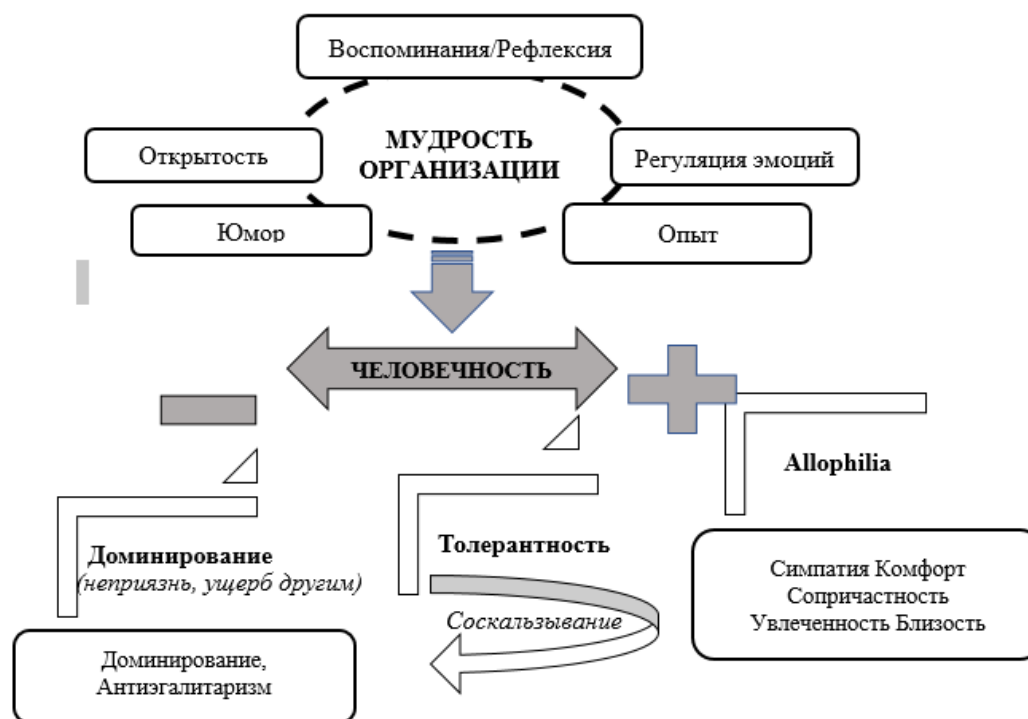 Воспоминания/Рефлексия
МУДРОСТЬ
ОРГАНИЗАЦИИ
Открытость
Регуляция эмоций
Юмор
Опыт
ЧЕЛОВЕЧНОСТЬ
Allophilia
Толерантность
Доминирование
(неприязнь, ущерб другим)
Симпатия Комфорт
Сопричастность
Увлеченность Близость
Соскальзывание
Доминирование,
Антиэгалитаризм